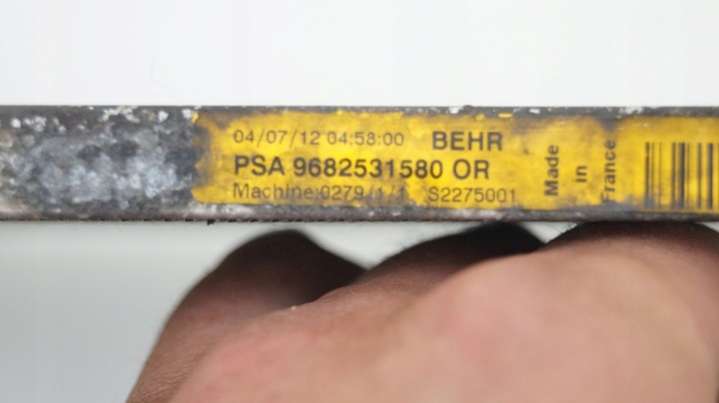 04/07/12 04:58:00 BEHR
PSA 9682531580 OR
Machine:0279/1/1 S2275001
Made
in
France